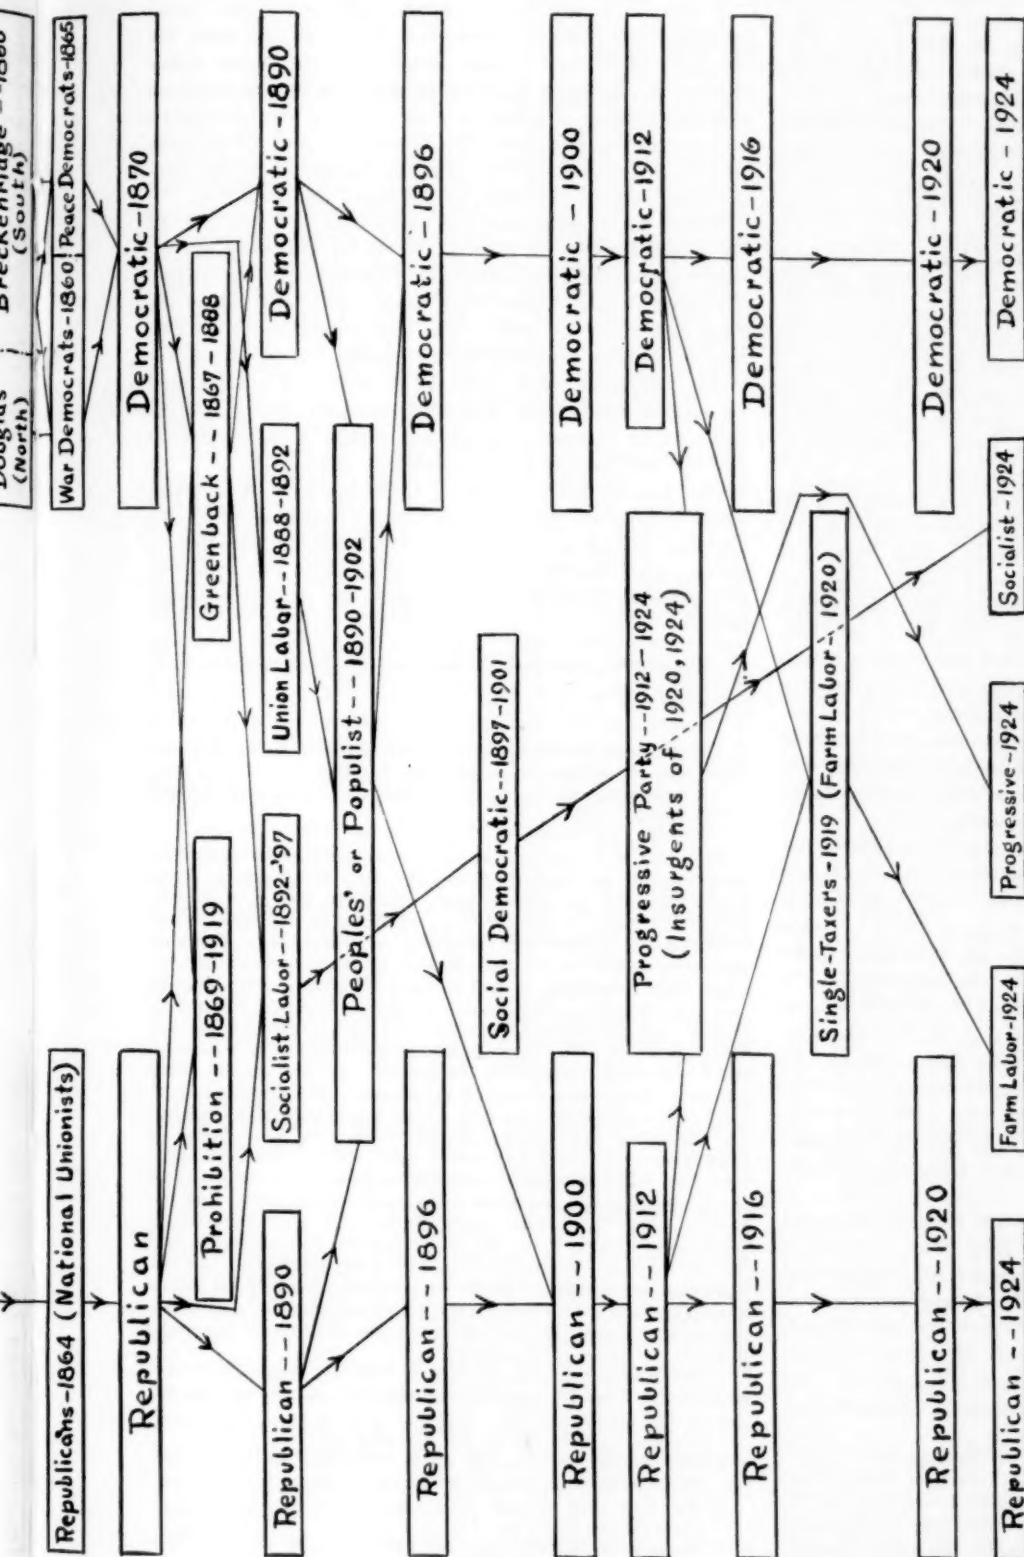 Douglas Breckenridge - 1860
(North) (South)
Republicans-1864 (National Unionists)
War Democrats-1860
Peace Democrats-1865
Republican
Democratic-1870
Prohibition -- 1869-1919
Greenback -- 1867-1888
Republican -- 1890
Socialist Labor -- 1892-'97
Union Labor -- 1888-1892
Democratic - 1890
Peoples' or Populist -- 1890-1902
Republican -- 1896
Democratic - 1896
Social Democratic -- 1897-1901
Republican -- 1900
Democratic - 1900
Republican -- 1912
Progressive Party -- 1912-1924
(Insurgents of 1920, 1924)
Democratic-1912
Republican -- 1916
Democratic-1916
Single-Taxers-1919 (Farm Labor- 1920)
Republican -- 1920
Democratic - 1920
Republican -- 1924
Farm Labor-1924
Progressive-1924
Socialist-1924
Democratic - 1924